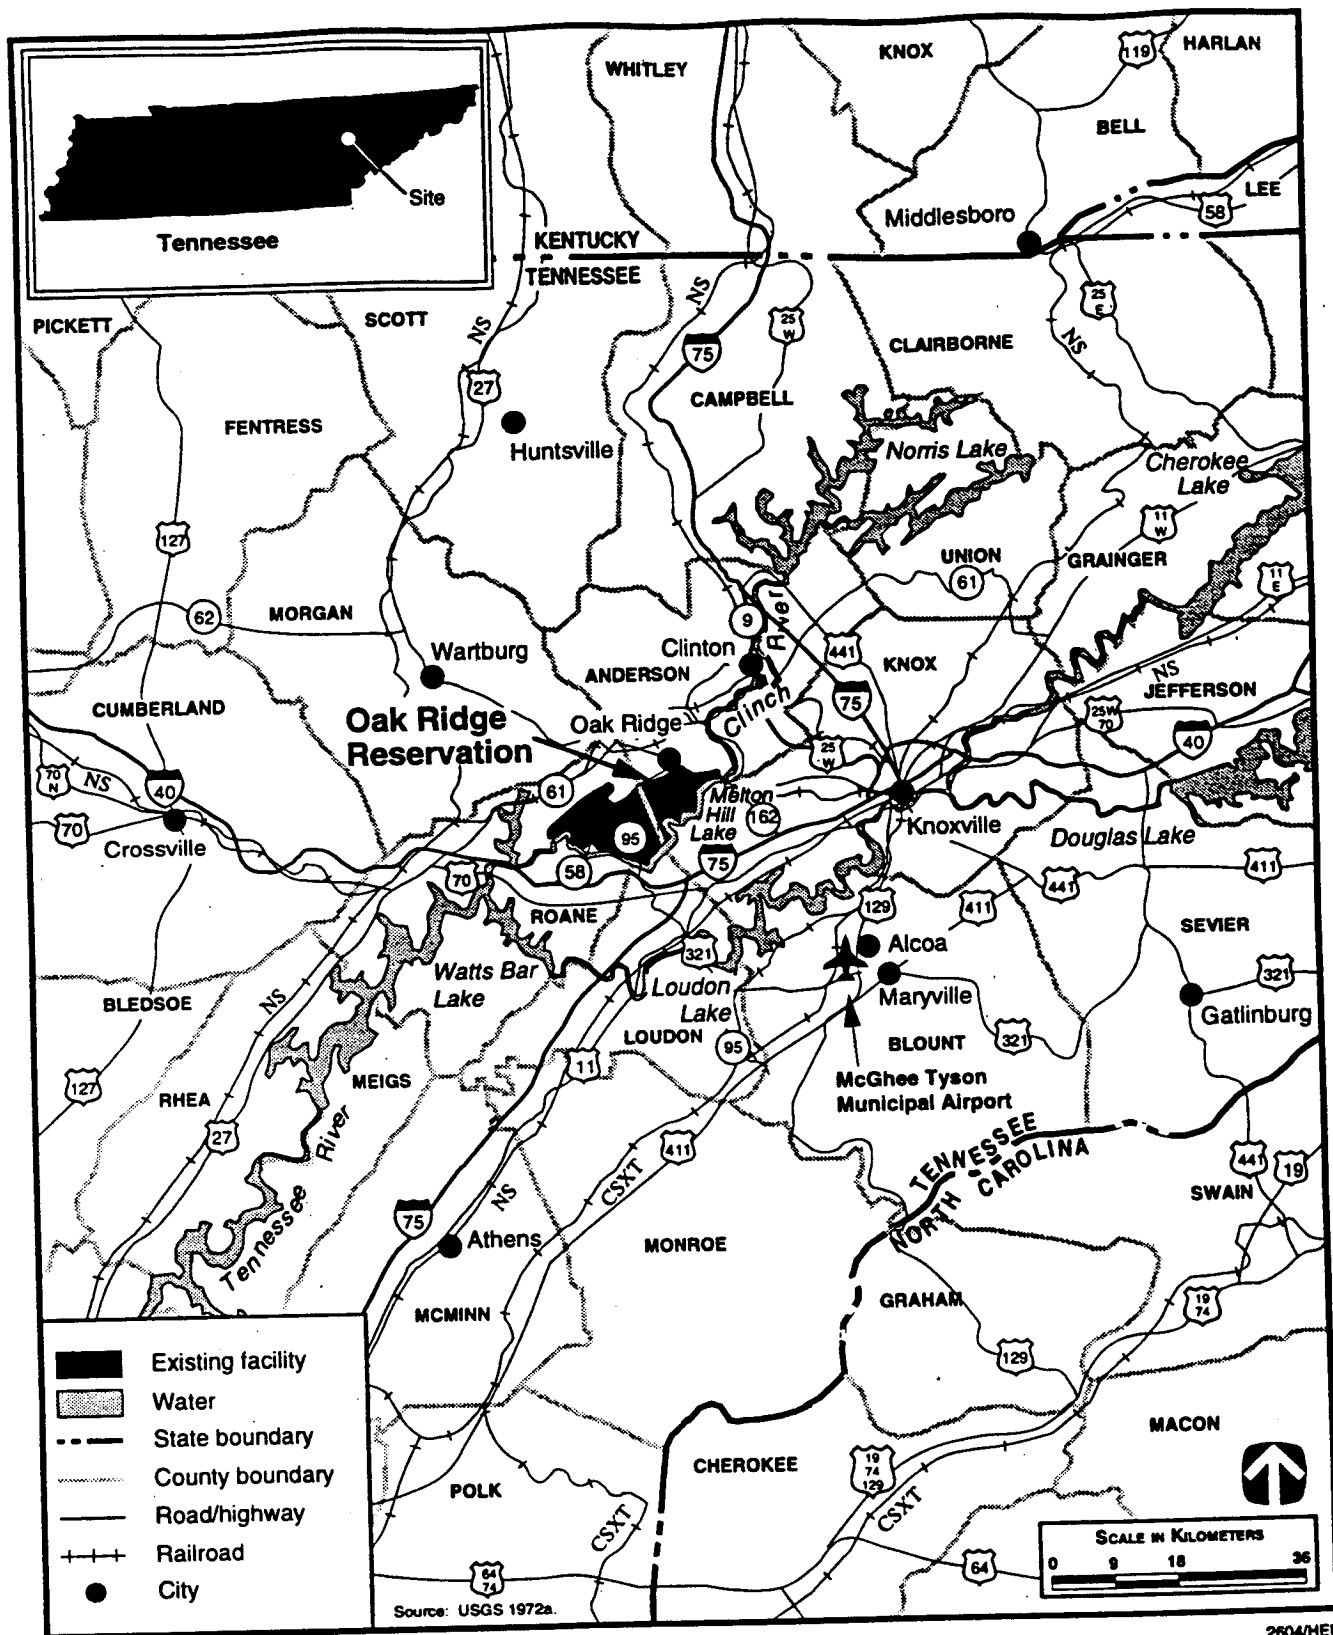 WHITLEY
KNOX
119
HARLAN
BELL
LEE
58
Middlesboro
Site
Tennessee
KENTUCKY
TENNESSEE
PICKETT
SCOTT
NS
NS
25
W
25
E
NS
75
27
CLAIRBORNE
CAMPBELL
FENTRESS
Huntsville
Norris Lake
Cherokee
Lake
127
11
W
UNION
61
GRAINGER
11
E
MORGAN
62
9
River
Wartburg
Clinton
441
KNOX
ANDERSON
NS
JEFFERSON
CUMBERLAND
Clinch
75
25W
70
Oak Ridge
Reservation
Oak Ridge
40
25
W
70
N
NS
40
61
Melton
Hill
Lake
162
Knoxville
Douglas Lake
70
Crossville
95
58
75
411
70
441
129
411
ROANE
SEVIER
321
Alcoa
Watts Bar
Lake
321
Loudon
Lake
Maryville
Gatlinburg
BLEDSOE
NS
LOUDON
95
BLOUNT
321
11
MEIGS
127
RHEA
McGhee Tyson
Municipal Airport
27
River
411
TENNESSEE
NORTH CAROLINA
441
19
SWAIN
CSXT
NS
Tennessee
75
Athens
MONROE
GRAHAM
19
74
MCMINN
129
Existing facility
Water
State boundary
County boundary
Road/highway
Railroad
City
MACON
CHEROKEE
19
74
129
POLK
CSXT
CSXT
SCALE IN KILOMETERS
0 9 18 36
64
64
74
Source: USGS 1972a.